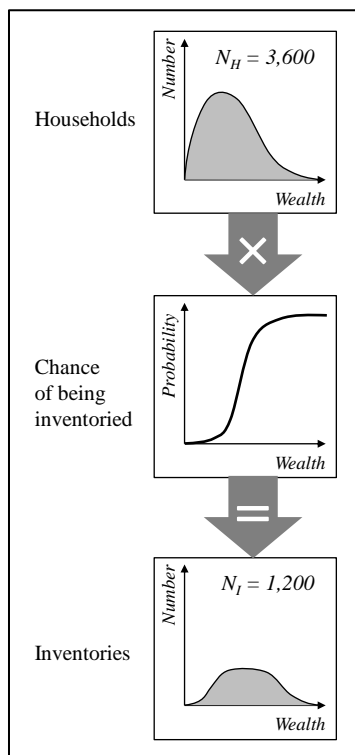 Number
N_H = 3,600
Households
Wealth
×
Probability
Chance
of being
inventoried
Wealth
=
Number
N_I = 1,200
Inventories
Wealth